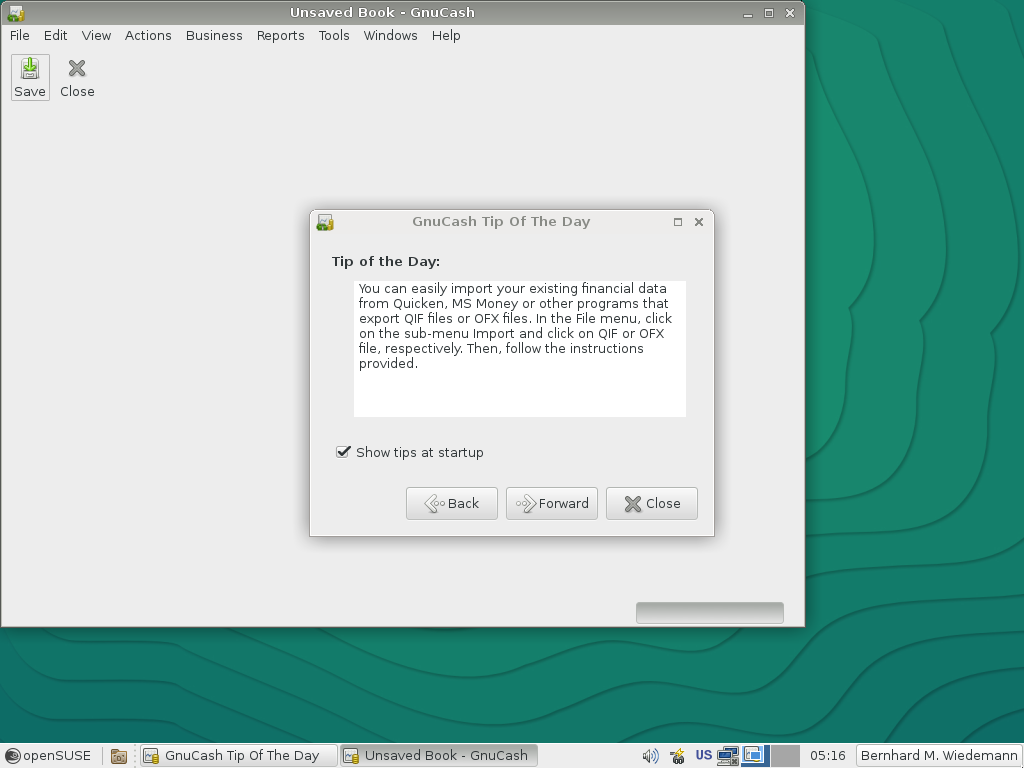 Unsaved Book - GnuCash
File Edit View Actions Business Reports Tools Windows Help
Save Close
GnuCash Tip Of The Day
Tip of the Day:
You can easily import your existing financial data
from Quicken, MS Money or other programs that
export QIF files or OFX files. In the File menu, click
on the sub-menu Import and click on QIF or OFX
file, respectively. Then, follow the instructions
provided.
Show tips at startup
Back Forward Close
openSUSE GnuCash Tip Of The Day Unsaved Book - GnuCash US 05:16 Bernhard M. Wiedemann